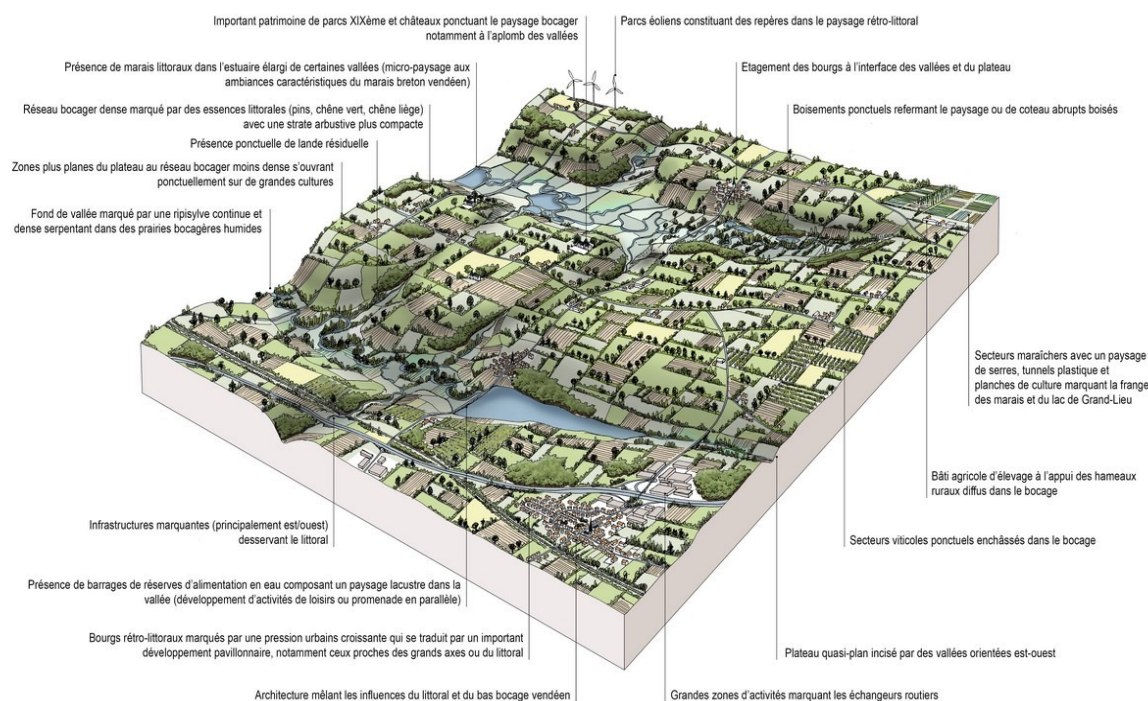 Important patrimoine de parcs XIXème et châteaux ponctuant le paysage bocager
notamment à l'aplomb des vallées
Parcs éoliens constituant des repères dans le paysage rétro-littoral
Présence de marais littoraux dans l'estuaire élargi de certaines vallées (micro-paysage aux
ambiances caractéristiques du marais breton vendéen)
Etagement des bourgs à l'interface des vallées et du plateau
Réseau bocager dense marqué par des essences littorales (pins, chêne vert, chêne liège)
avec une strate arbustive plus compacte
Boisements ponctuels refermant le paysage ou de coteau abrupts boisés
Présence ponctuelle de lande résiduelle
Zones plus planes du plateau au réseau bocager moins dense s'ouvrant
ponctuellement sur de grandes cultures
Fond de vallée marqué par une ripisylve continue et
dense serpentant dans des prairies bocagères humides
Secteurs maraîchers avec un paysage
de serres, tunnels plastique et
planches de culture marquant la frange
des marais et du lac de Grand-Lieu
Bâti agricole d'élevage à l'appui des hameaux
ruraux diffus dans le bocage
Infrastructures marquantes (principalement est/ouest)
desservant le littoral
Secteurs viticoles ponctuels enchâssés dans le bocage
Présence de barrages de réserves d'alimentation en eau composant un paysage lacustre dans la
vallée (développement d'activités de loisirs ou promenade en parallèle)
Bourgs rétro-littoraux marqués par une pression urbains croissante qui se traduit par un important
développement pavillonnaire, notamment ceux proches des grands axes ou du littoral
Plateau quasi-plan incisé par des vallées orientées est-ouest
Architecture mêlant les influences du littoral et du bas bocage vendéen
Grandes zones d'activités marquant les échangeurs routiers